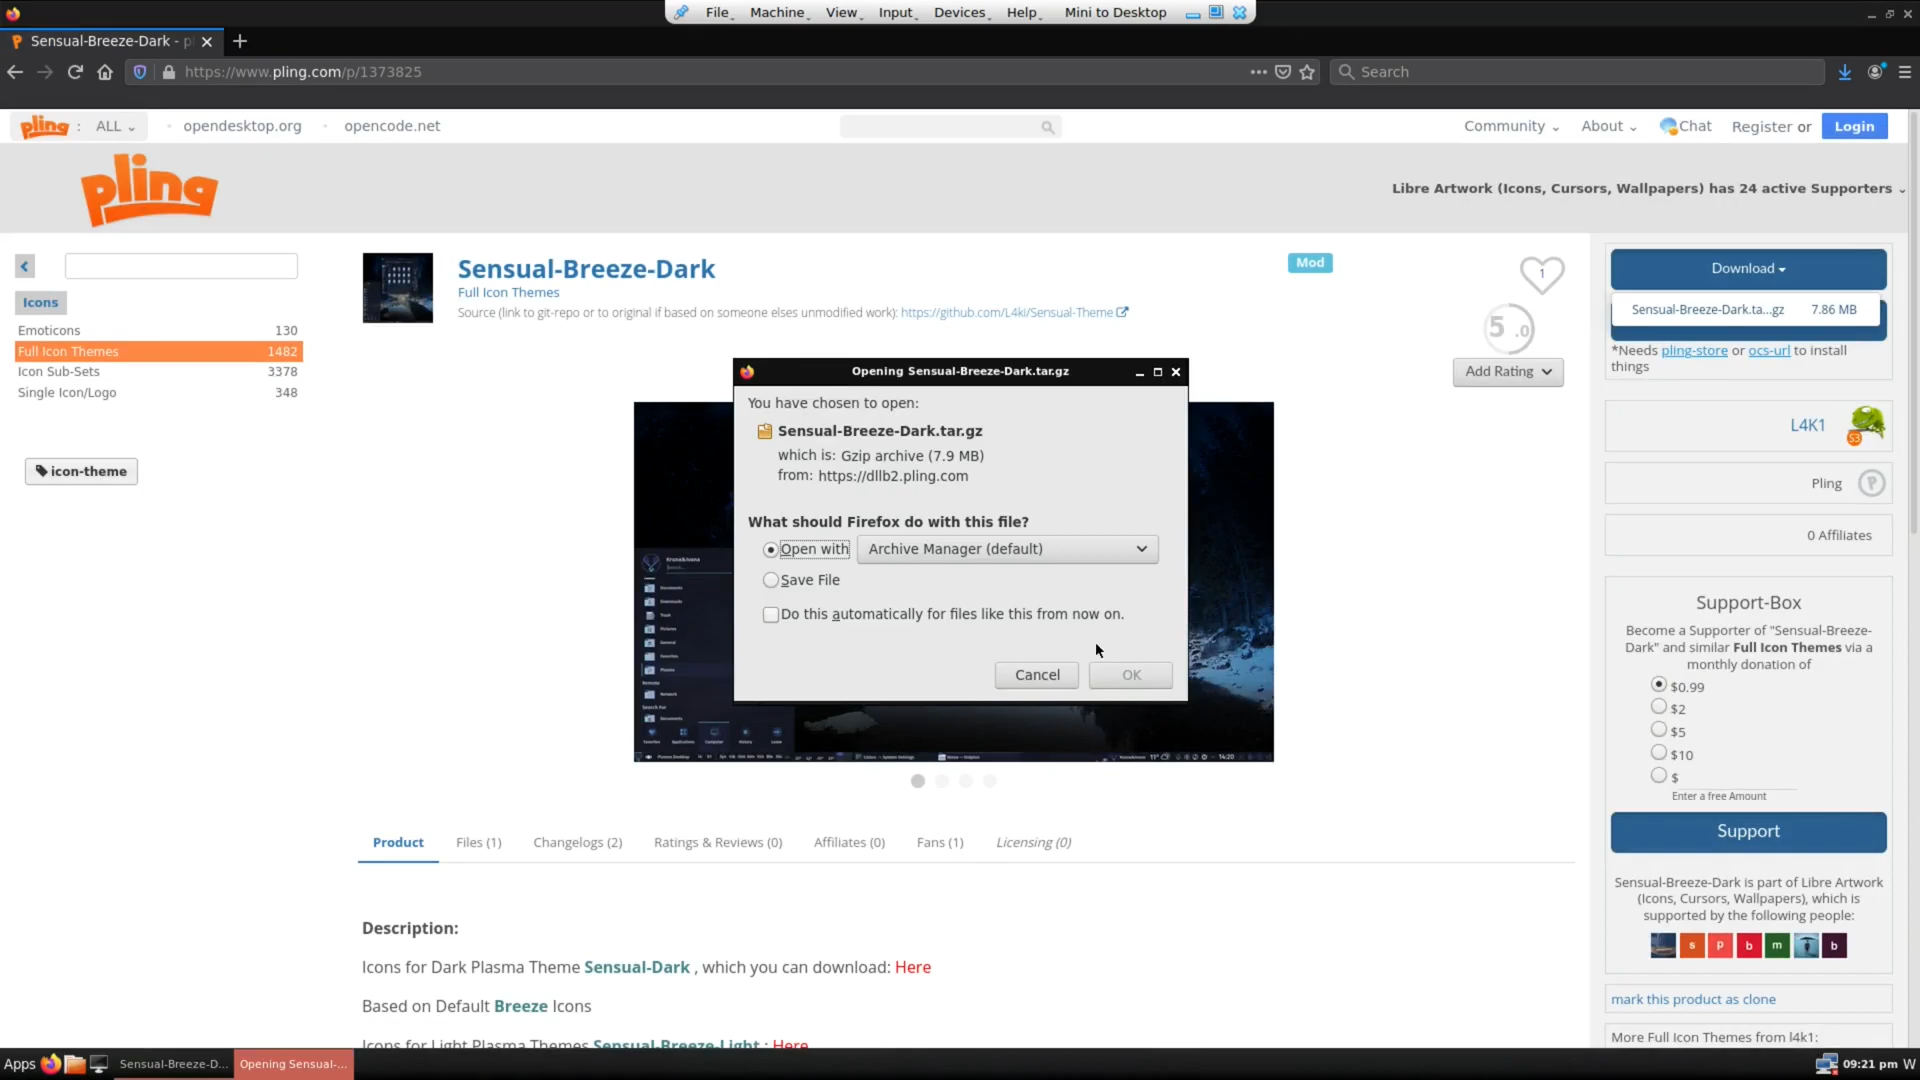 File
Machine
View
Input
Devices
Help
Mini to Desktop
Sensual-Breeze-Dark - p
https://www.pling.com/p/1373825
Search
pling : ALL
opendesktop.org
opencode.net
Community
About
Chat
Register or
Login
pling
Libre Artwork (Icons, Cursors, Wallpapers) has 24 active Supporters
Icons
Emoticons 130
Full Icon Themes 1482
Icon Sub-Sets 3378
Single Icon/Logo 348
icon-theme
Sensual-Breeze-Dark
Full Icon Themes
Source (link to git-repo or to original if based on someone elses unmodified work): https://github.com/L4ki/Sensual-Theme
Mod
1
5.0
Add Rating
Opening Sensual-Breeze-Dark.tar.gz
You have chosen to open:
Sensual-Breeze-Dark.tar.gz
which is: Gzip archive (7.9 MB)
from: https://dllb2.pling.com
What should Firefox do with this file?
Open with Archive Manager (default)
Save File
Do this automatically for files like this from now on.
Cancel
OK
Product
Files (1)
Changelogs (2)
Ratings & Reviews (0)
Affiliates (0)
Fans (1)
Licensing (0)
Description:
Icons for Dark Plasma Theme Sensual-Dark , which you can download: Here
Based on Default Breeze Icons
Icons for Light Plasma Themes Sensual-Breeze-Light : Here
Download
Sensual-Breeze-Dark.ta...gz 7.86 MB
*Needs pling-store or ocs-url to install
things
L4K1
S3
Pling
0 Affiliates
Support-Box
Become a Supporter of "Sensual-Breeze-
Dark" and similar Full Icon Themes via a
monthly donation of
$0.99
$2
$5
$10
$
Enter a free Amount
Support
Sensual-Breeze-Dark is part of Libre Artwork
(Icons, Cursors, Wallpapers), which is
supported by the following people:
s p b m b
mark this product as clone
More Full Icon Themes from l4k1:
Apps
Sensual-Breeze-D...
Opening Sensual-...
09:21 pm W